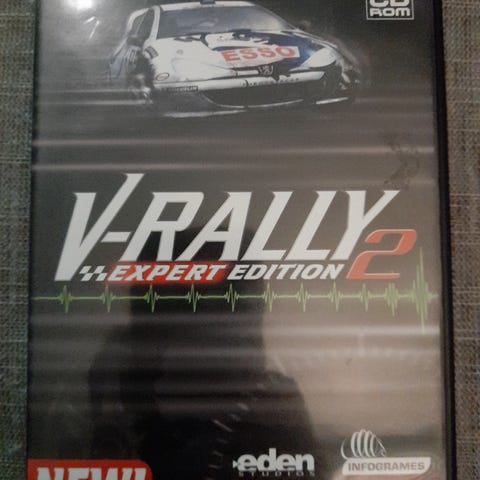 CD
ROM
ESSO
V-RALLY 2
EXPERT EDITION
eden
STUDIOS
INFOGRAMES
NEW!